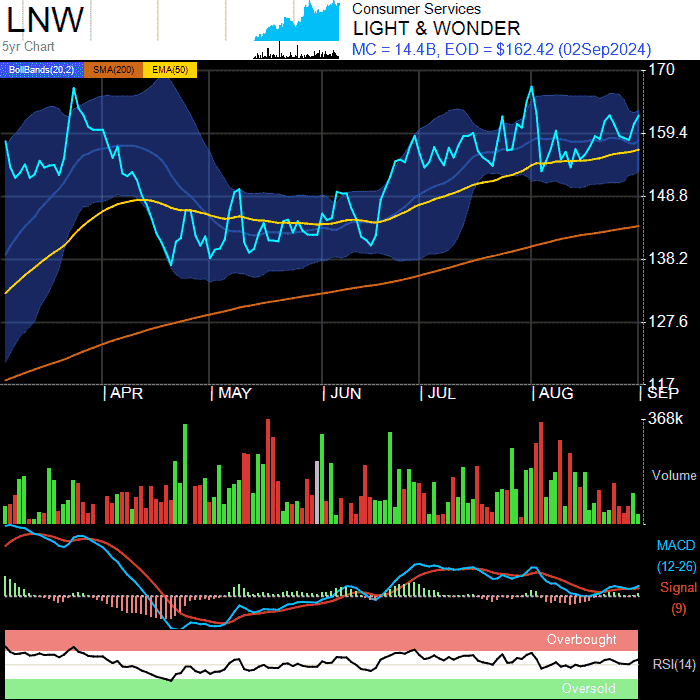 LNW
5yr Chart
Consumer Services
LIGHT & WONDER
MC = 14.4B, EOD = $162.42 (02Sep2024)
BollBands(20,2) SMA(200) EMA(50)
170
159.4
148.8
138.2
127.6
117
APR MAY JUN JUL AUG SEP
368k
Volume
MACD
(12-26)
Signal
(9)
Overbought
RSI(14)
Oversold